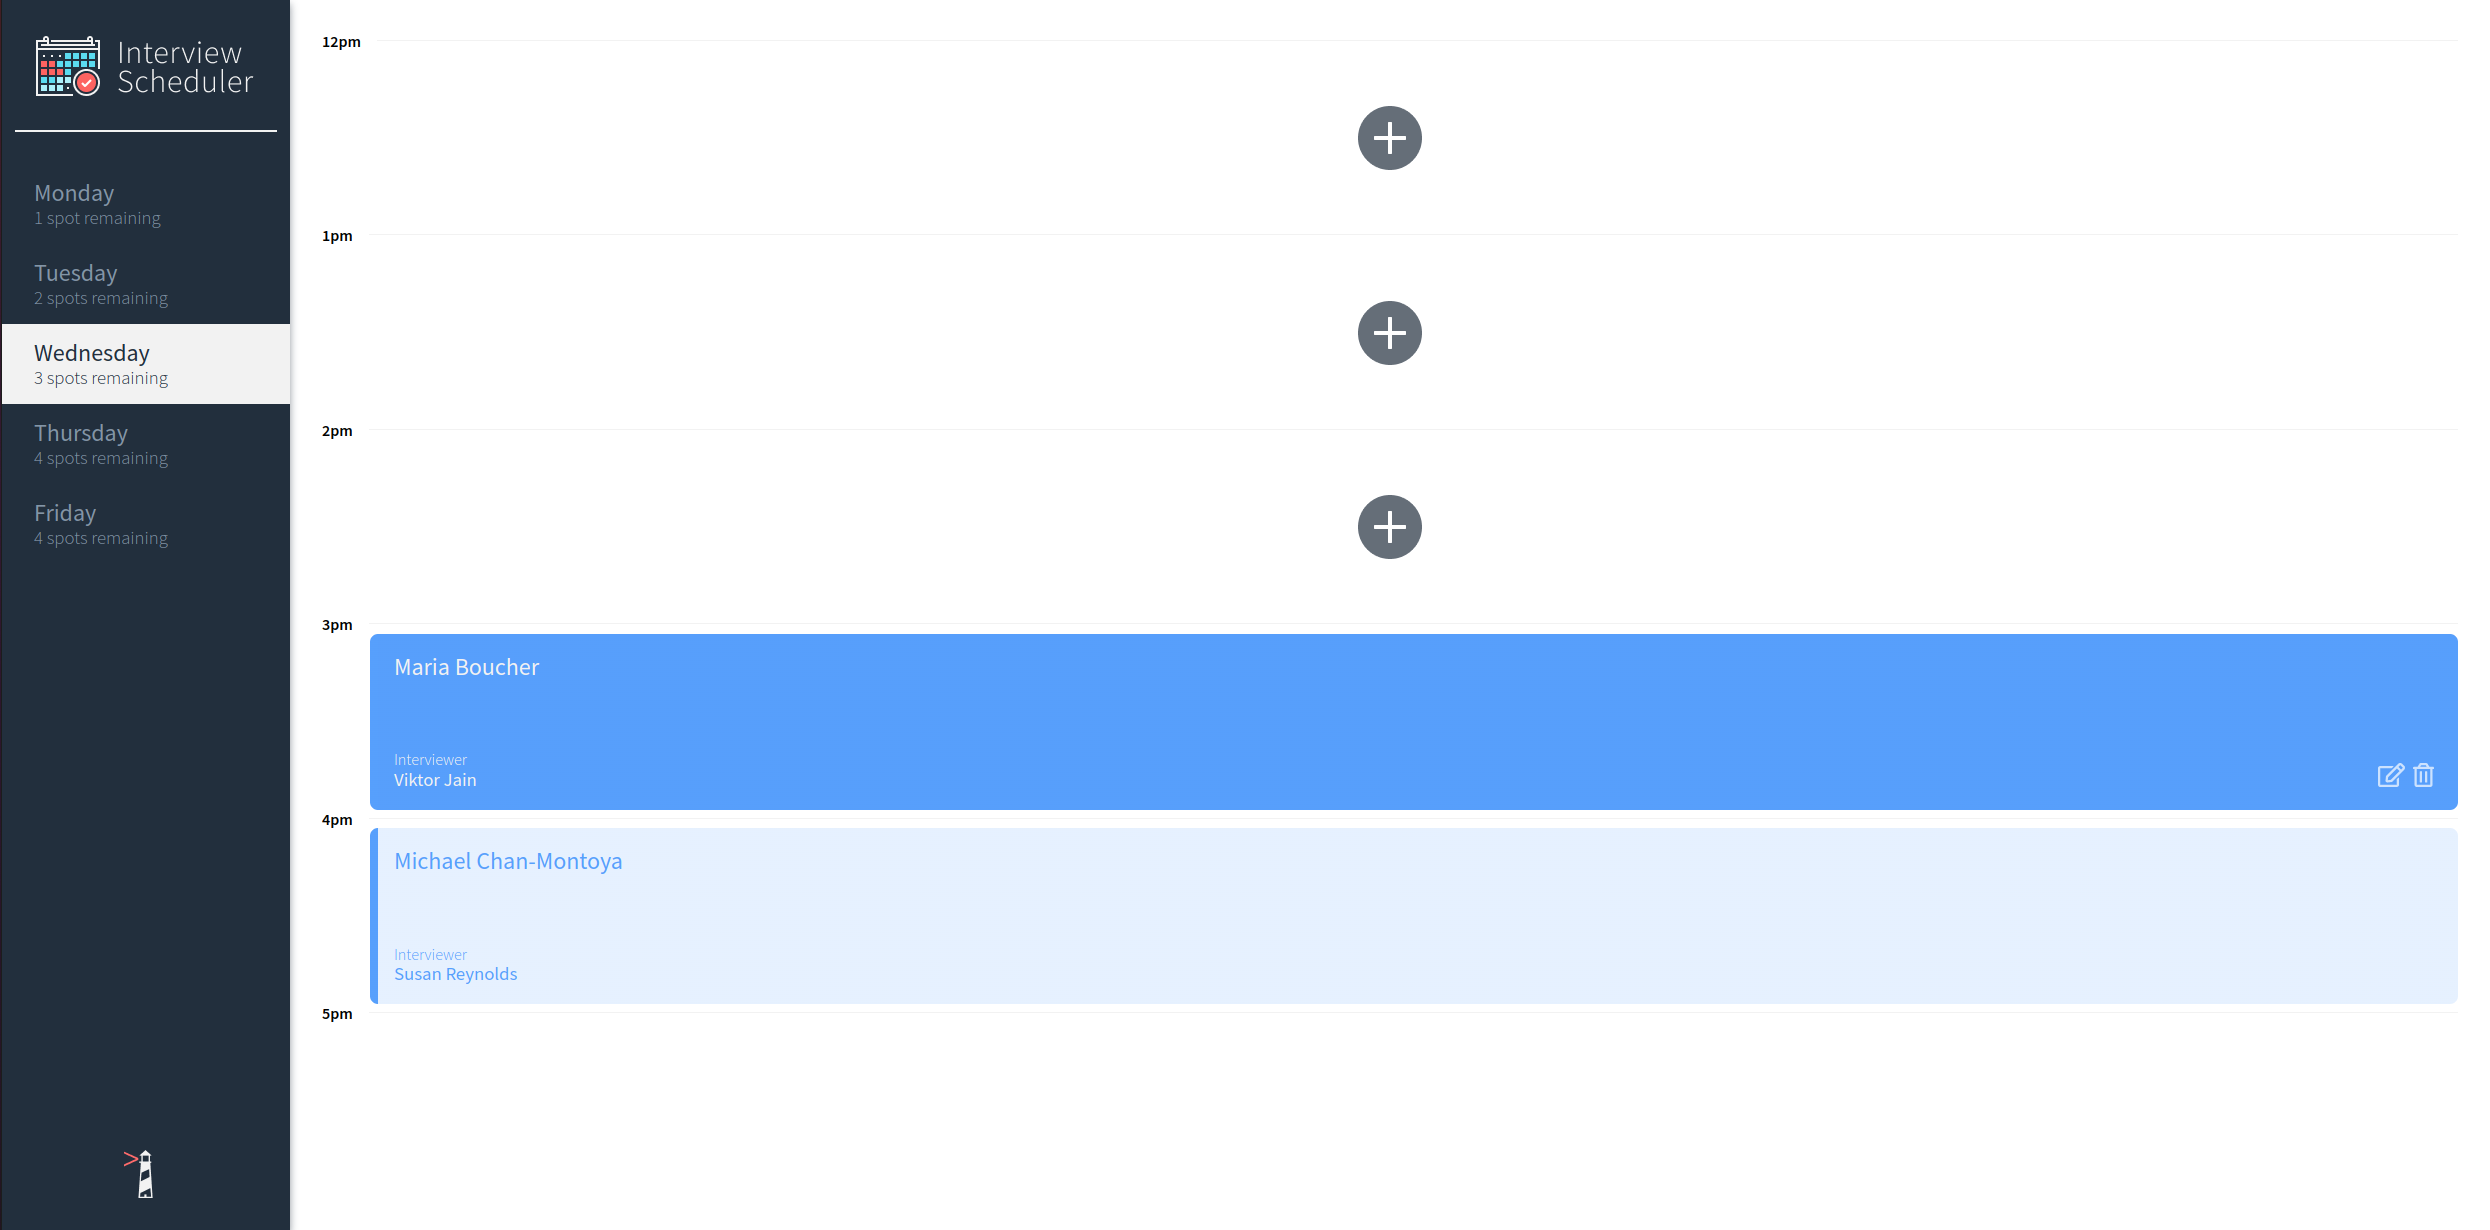 Interview
Scheduler
Monday
1 spot remaining
Tuesday
2 spots remaining
Wednesday
3 spots remaining
Thursday
4 spots remaining
Friday
4 spots remaining
12pm
1pm
2pm
3pm
Maria Boucher
Interviewer
Viktor Jain
4pm
Michael Chan-Montoya
Interviewer
Susan Reynolds
5pm